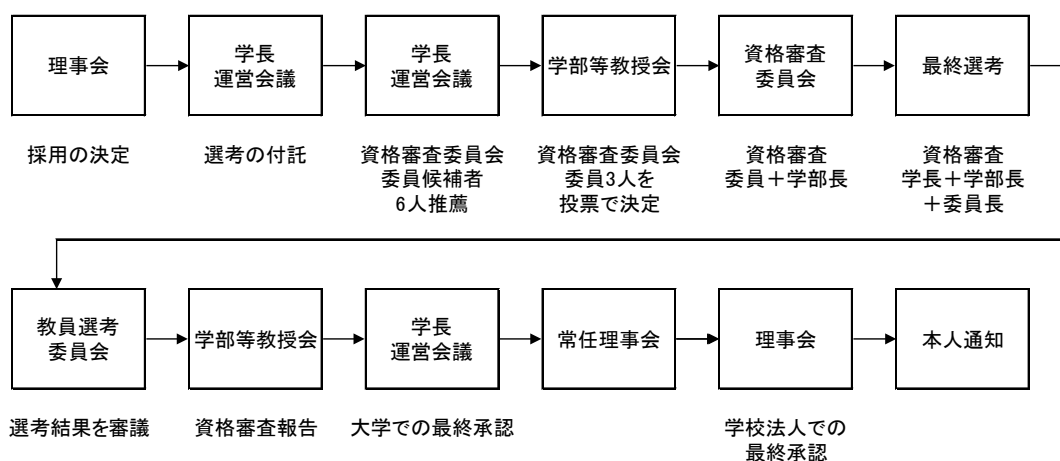 理事会
学長
運営会議
学長
運営会議
学部等教授会
資格審査
委員会
最終選考
採用の決定
選考の付託
資格審査委員会
委員候補者
6人推薦
資格審査委員会
委員3人を
投票で決定
資格審査
委員＋学部長
資格審査
学長＋学部長
＋委員長
教員選考
委員会
学部等教授会
学長
運営会議
常任理事会
理事会
本人通知
選考結果を審議
資格審査報告
大学での最終承認
学校法人での
最終承認